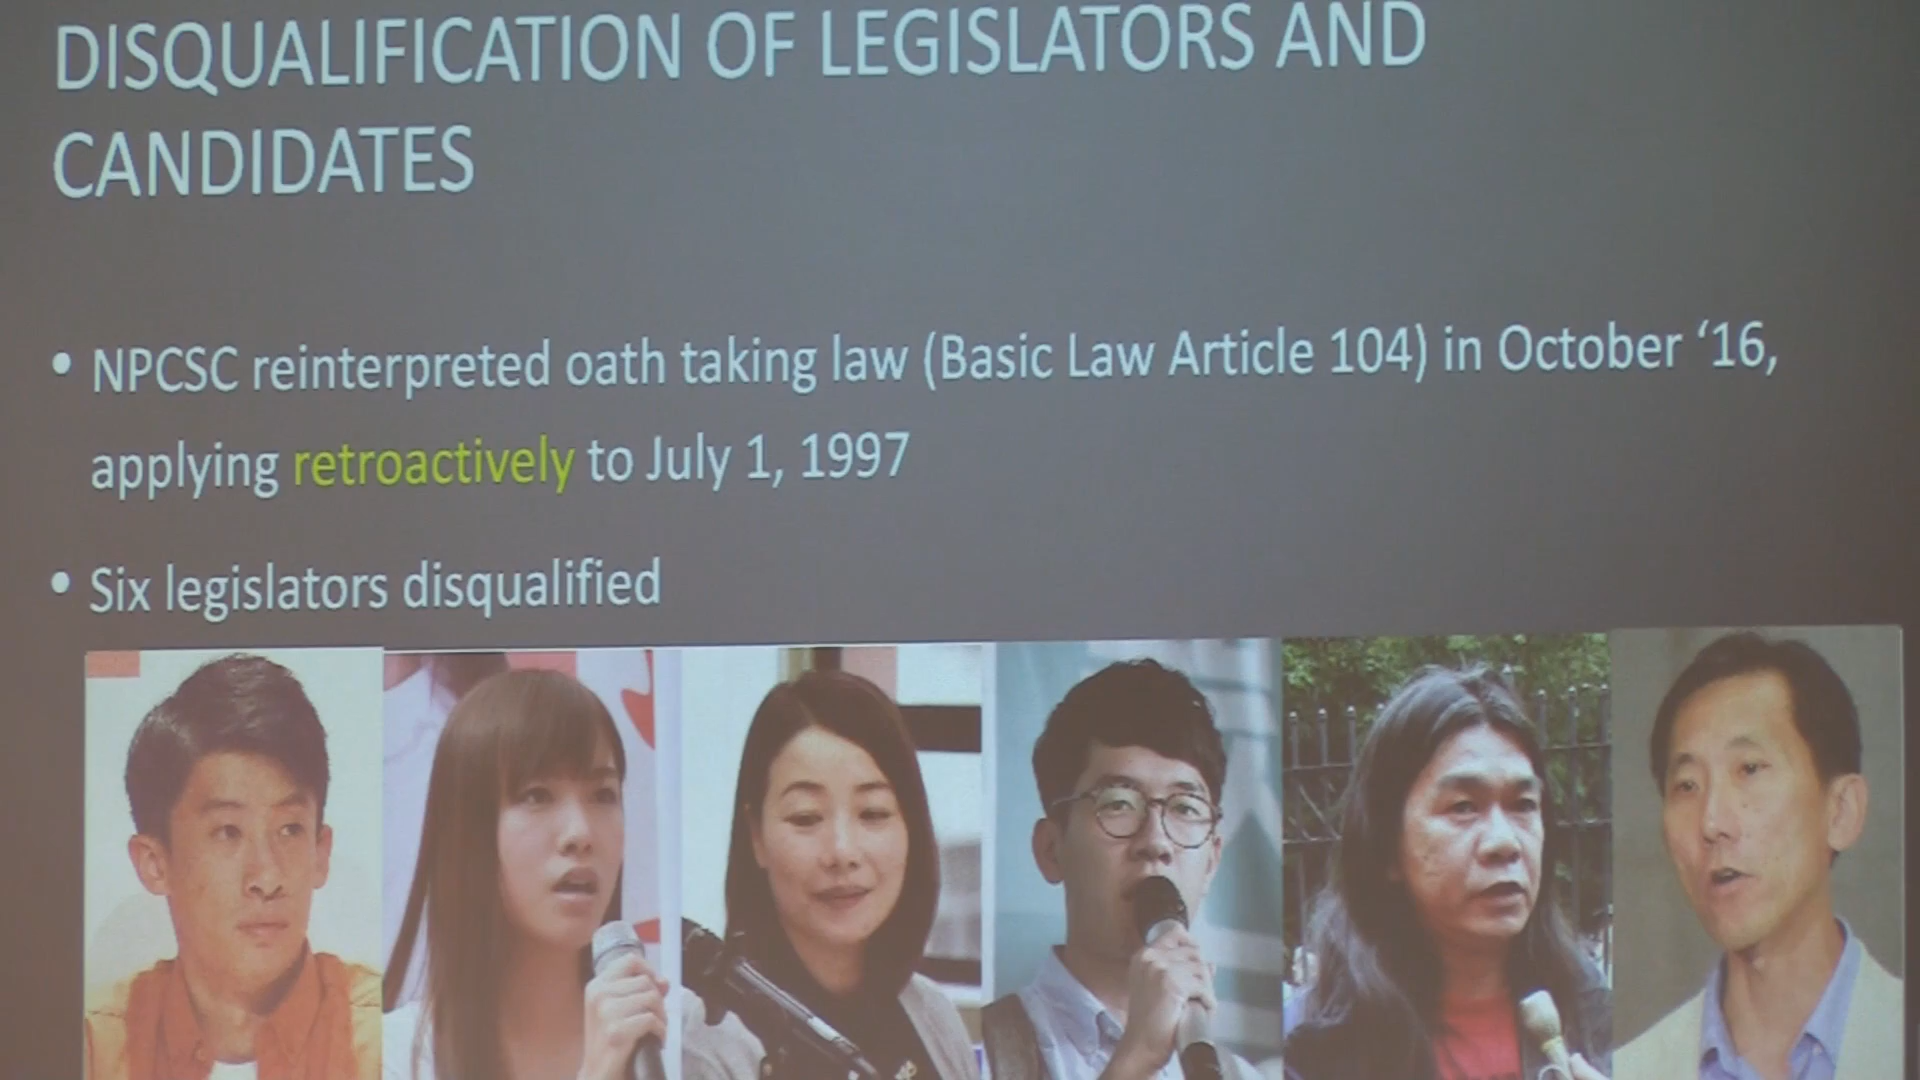 DISQUALIFICATION OF LEGISLATORS AND
CANDIDATES
• NPCSC reinterpreted oath taking law (Basic Law Article 104) in October ‘16,
applying retroactively to July 1, 1997
• Six legislators disqualified